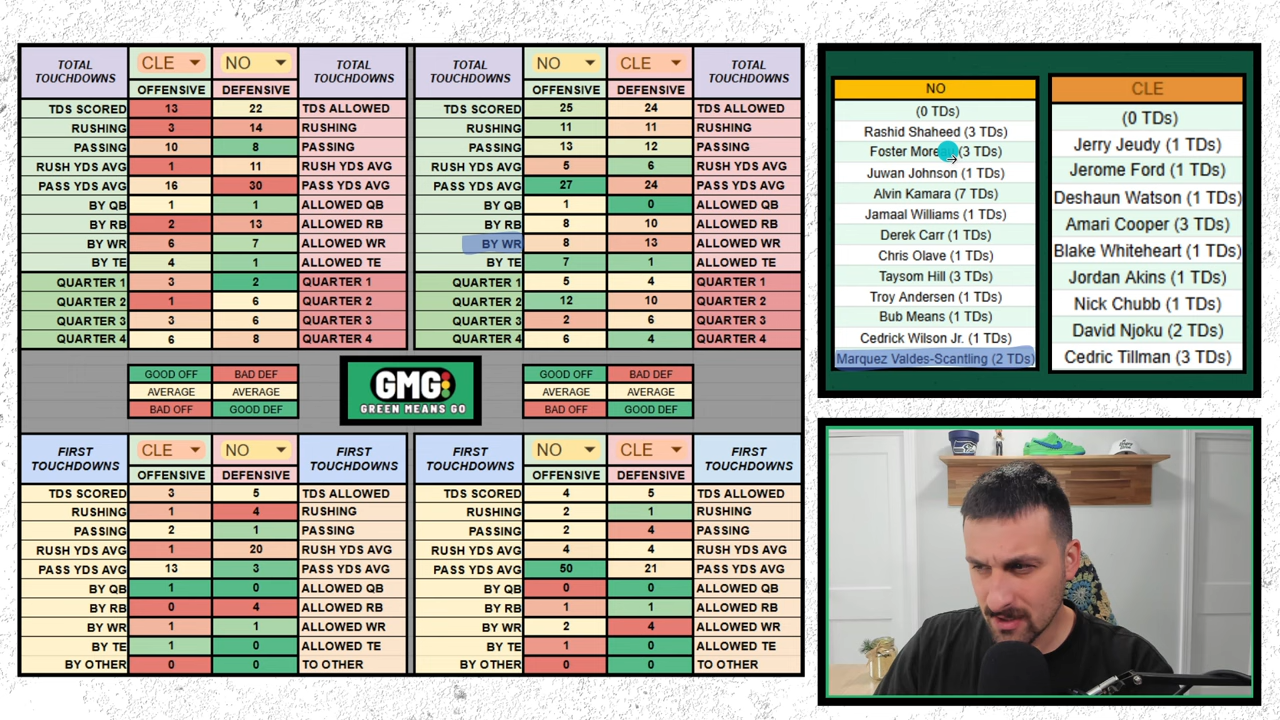 TOTAL TOUCHDOWNS CLE NO TOTAL TOUCHDOWNS
OFFENSIVE DEFENSIVE
TDS SCORED 13 22 TDS ALLOWED
RUSHING 3 14 RUSHING
PASSING 10 8 PASSING
RUSH YDS AVG 1 11 RUSH YDS AVG
PASS YDS AVG 16 30 PASS YDS AVG
BY QB 1 1 ALLOWED QB
BY RB 2 13 ALLOWED RB
BY WR 6 7 ALLOWED WR
BY TE 4 1 ALLOWED TE
QUARTER 1 3 2 QUARTER 1
QUARTER 2 1 6 QUARTER 2
QUARTER 3 3 6 QUARTER 3
QUARTER 4 6 8 QUARTER 4
TOTAL TOUCHDOWNS NO CLE TOTAL TOUCHDOWNS
OFFENSIVE DEFENSIVE
TDS SCORED 25 24 TDS ALLOWED
RUSHING 11 11 RUSHING
PASSING 13 12 PASSING
RUSH YDS AVG 5 6 RUSH YDS AVG
PASS YDS AVG 27 24 PASS YDS AVG
BY QB 1 0 ALLOWED QB
BY RB 8 10 ALLOWED RB
BY WR 8 13 ALLOWED WR
BY TE 7 1 ALLOWED TE
QUARTER 1 5 4 QUARTER 1
QUARTER 2 12 10 QUARTER 2
QUARTER 3 2 6 QUARTER 3
QUARTER 4 6 4 QUARTER 4
GOOD OFF BAD DEF
AVERAGE AVERAGE
BAD OFF GOOD DEF
GMG
GREEN MEANS GO
GOOD OFF BAD DEF
AVERAGE AVERAGE
BAD OFF GOOD DEF
FIRST TOUCHDOWNS CLE NO FIRST TOUCHDOWNS
OFFENSIVE DEFENSIVE
TDS SCORED 3 5 TDS ALLOWED
RUSHING 1 4 RUSHING
PASSING 2 1 PASSING
RUSH YDS AVG 1 20 RUSH YDS AVG
PASS YDS AVG 13 3 PASS YDS AVG
BY QB 1 0 ALLOWED QB
BY RB 0 4 ALLOWED RB
BY WR 1 1 ALLOWED WR
BY TE 1 0 ALLOWED TE
BY OTHER 0 0 TO OTHER
FIRST TOUCHDOWNS NO CLE FIRST TOUCHDOWNS
OFFENSIVE DEFENSIVE
TDS SCORED 4 5 TDS ALLOWED
RUSHING 2 1 RUSHING
PASSING 2 4 PASSING
RUSH YDS AVG 4 4 RUSH YDS AVG
PASS YDS AVG 50 21 PASS YDS AVG
BY QB 0 0 ALLOWED QB
BY RB 1 1 ALLOWED RB
BY WR 2 4 ALLOWED WR
BY TE 1 0 ALLOWED TE
BY OTHER 0 0 TO OTHER
NO
(0 TDs)
Rashid Shaheed (3 TDs)
Foster (3 TDs)
Juwan Johnson (1 TDs)
Alvin Kamara (7 TDs)
Jamaal Williams (1 TDs)
Derek Carr (1 TDs)
Chris Olave (1 TDs)
Taysom Hill (3 TDs)
Troy Andersen (1 TDs)
Bub Means (1 TDs)
Cedrick Wilson Jr. (1 TDs)
Marquez Valdes-Scantling (2 TDs)
CLE
(0 TDs)
Jerry Jeudy (1 TDs)
Jerome Ford (1 TDs)
Deshaun Watson (1 TDs)
Amari Cooper (3 TDs)
Blake Whiteheart (1 TDs)
Jordan Akins (1 TDs)
Nick Chubb (1 TDs)
David Njoku (2 TDs)
Cedric Tillman (3 TDs)